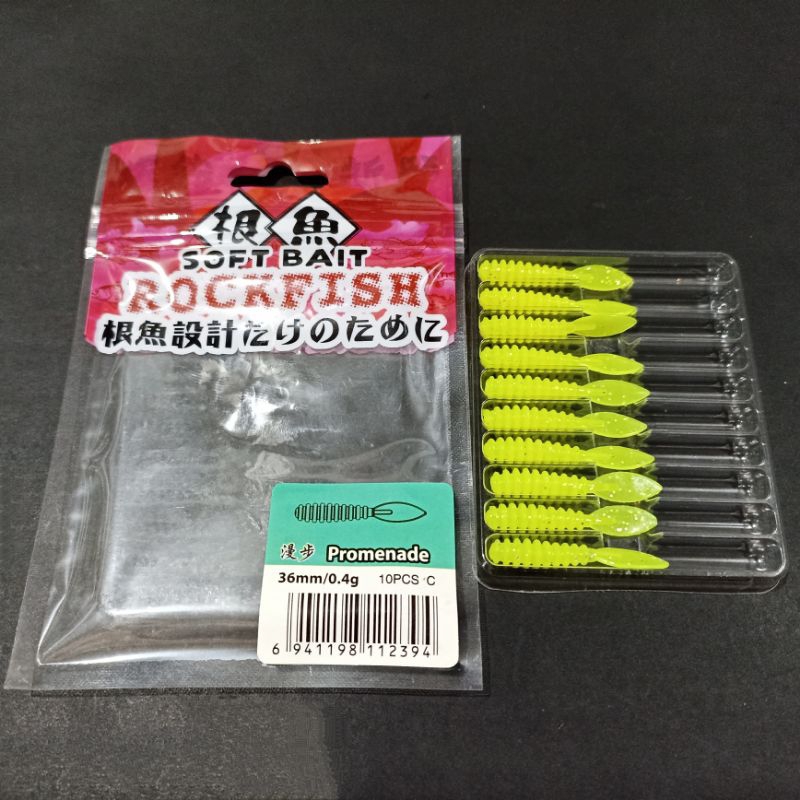 根魚
SOFT BAIT
ROCKFISH
根魚設計だけのために
漫步 Promenade
36mm/0.4g 10PCS·C
6 941198 112394